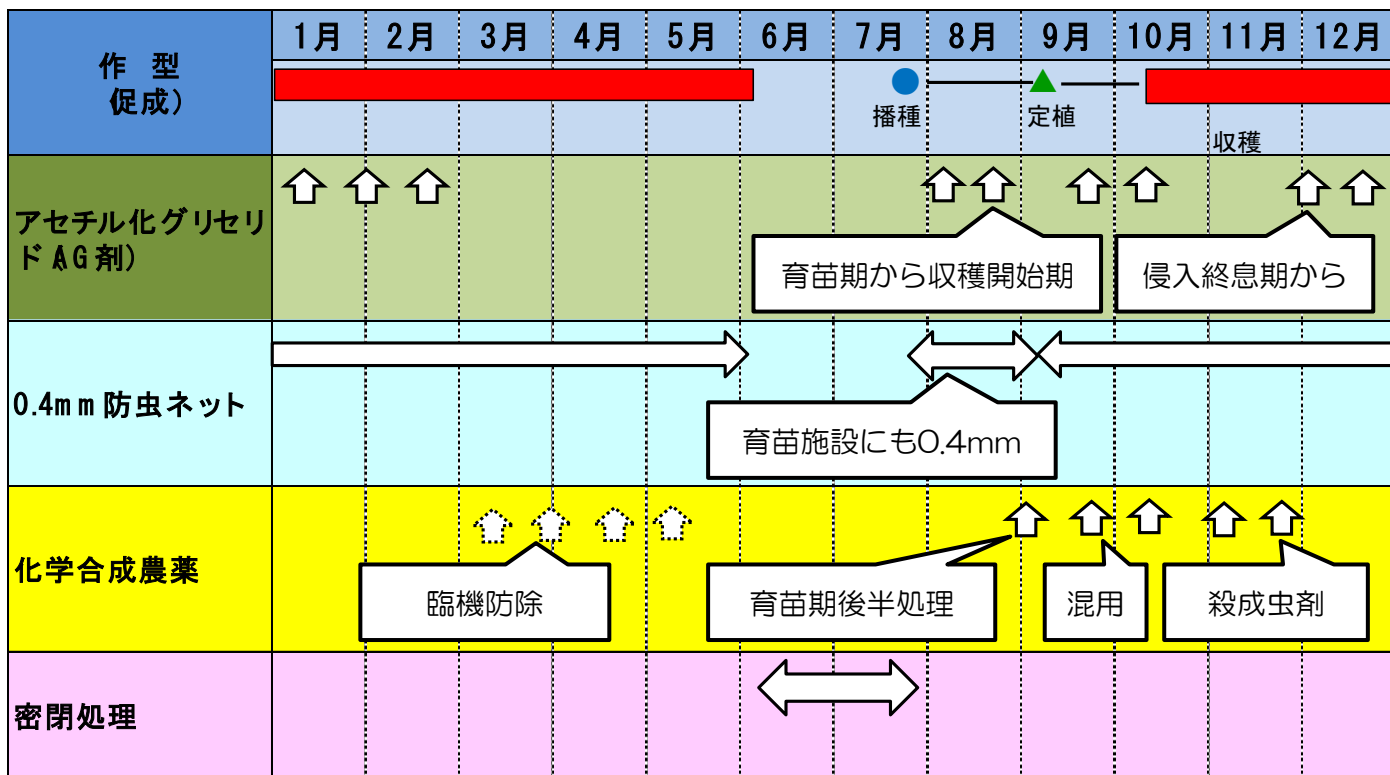 作 型
促成)
1月 2月 3月 4月 5月 6月 7月 8月 9月 10月 11月 12月
播種
定植
収穫
アセチル化グリセリ
ド AG剤)
育苗期から収穫開始期
侵入終息期から
0.4mm防虫ネット
育苗施設にも0.4mm
化学合成農薬
臨機防除
育苗期後半処理
混用
殺成虫剤
密閉処理